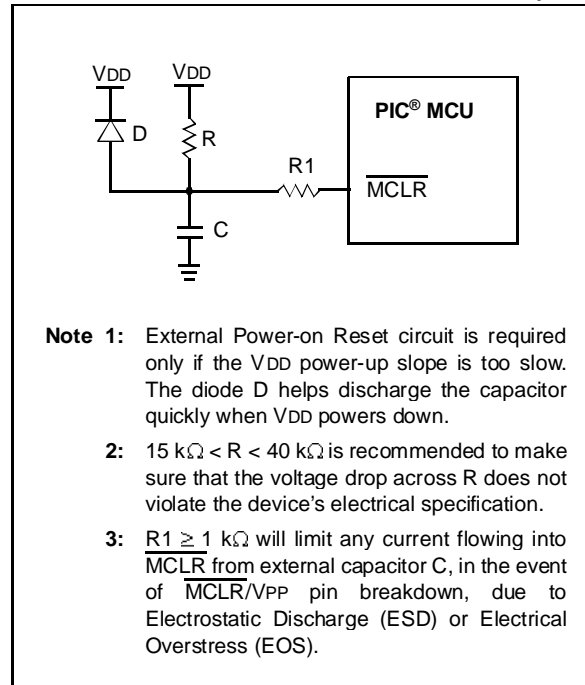 VDD VDD
PIC® MCU
D
R
R1
MCLR
C
Note 1: External Power-on Reset circuit is required
only if the VDD power-up slope is too slow.
The diode D helps discharge the capacitor
quickly when VDD powers down.
2: 15 kΩ < R < 40 kΩ is recommended to make
sure that the voltage drop across R does not
violate the device's electrical specification.
3: R1 ≥ 1 kΩ will limit any current flowing into
MCLR from external capacitor C, in the event
of MCLR/VPP pin breakdown, due to
Electrostatic Discharge (ESD) or Electrical
Overstress (EOS).